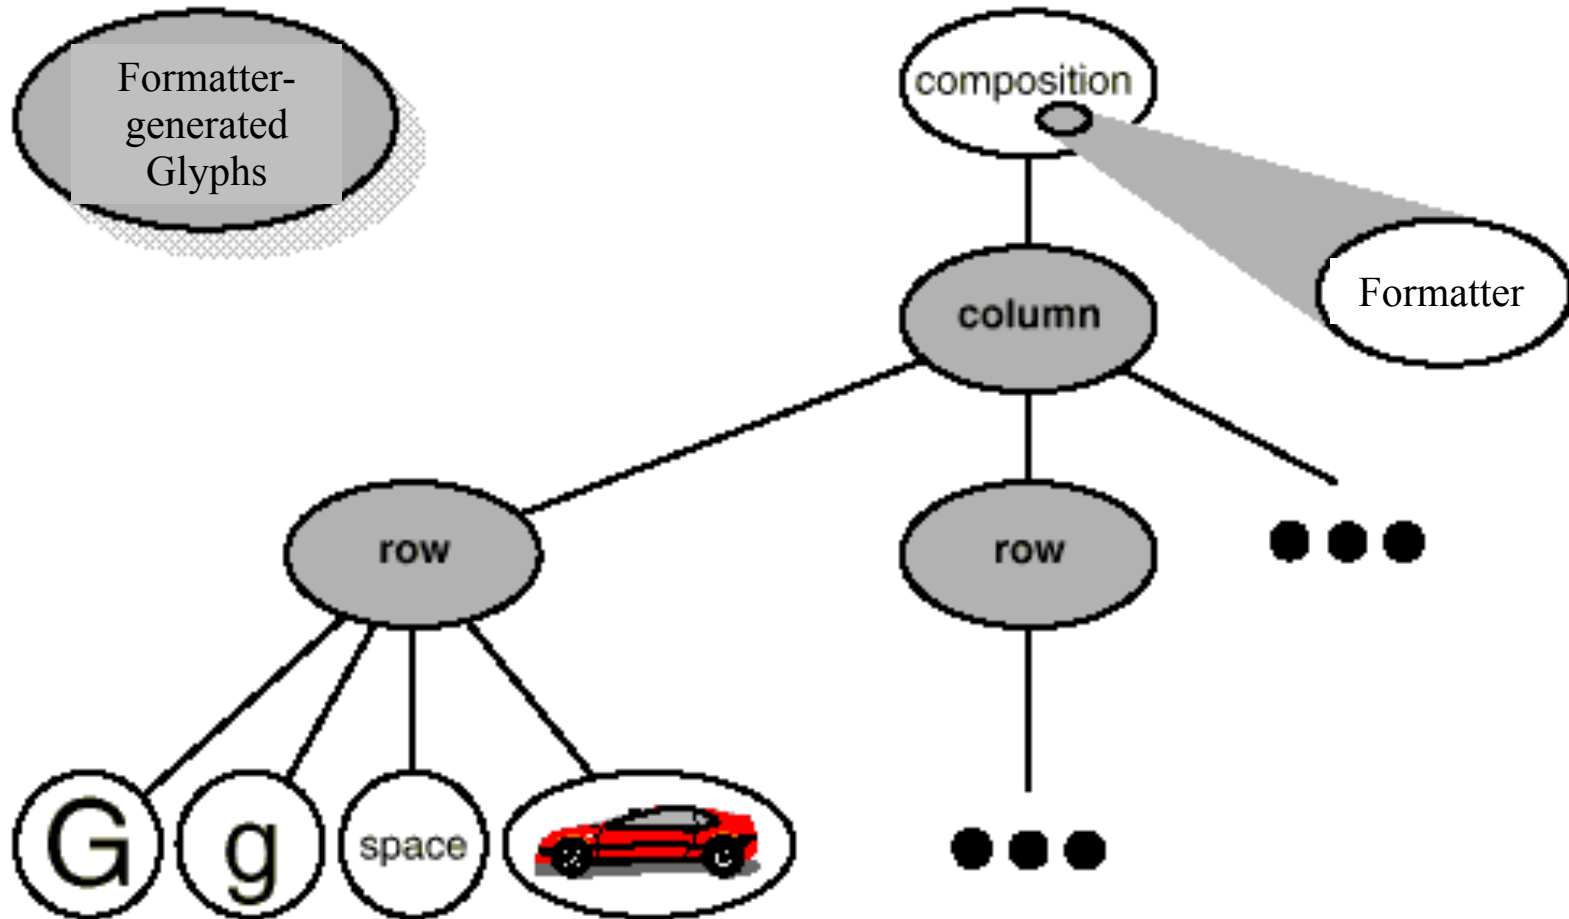 Formatter-
generated
Glyphs
composition
Formatter
column
row
row
G
g
space